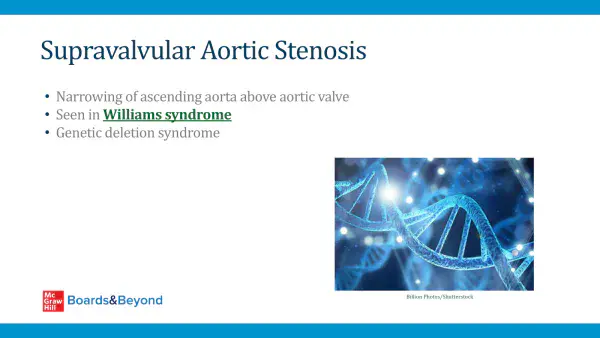 Supravalvular Aortic Stenosis
• Narrowing of ascending aorta above aortic valve
• Seen in Williams syndrome
• Genetic deletion syndrome
Billion Photos/Shutterstock
Mc
Graw
Hill
Boards&Beyond